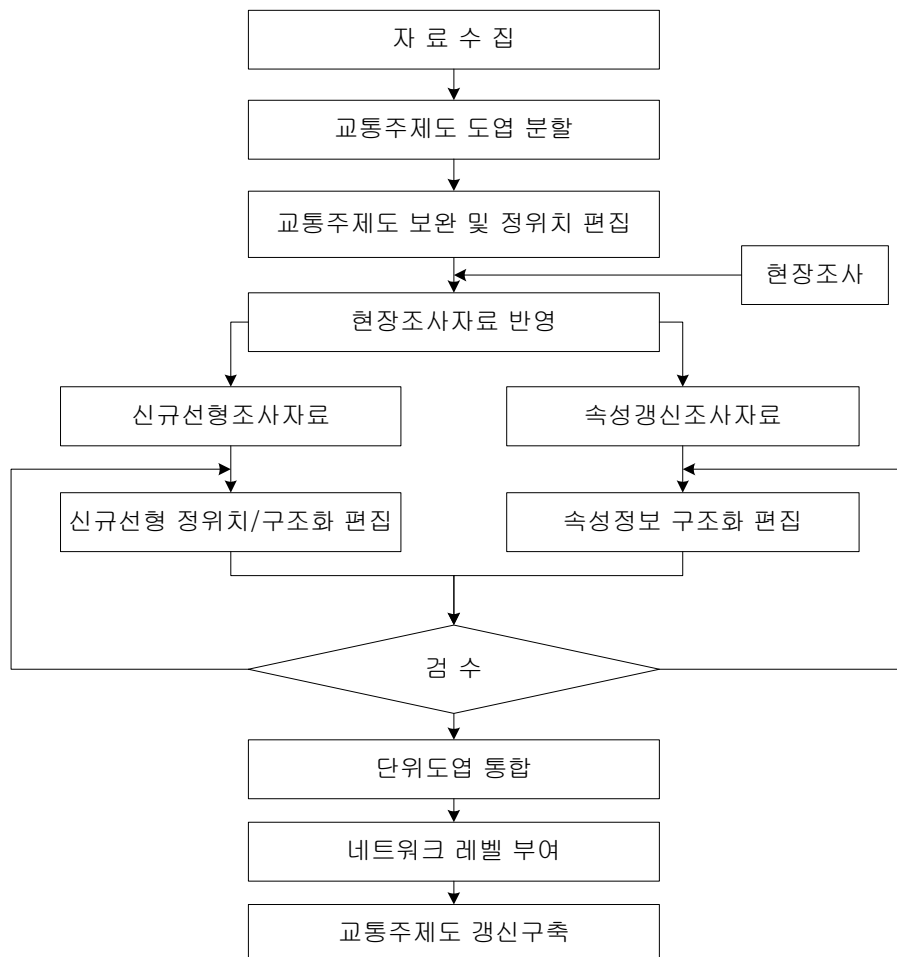 자 료 수 집
교통주제도 도엽 분할
교통주제도 보완 및 정위치 편집
현장조사
현장조사자료 반영
신규선형조사자료
속성갱신조사자료
신규선형 정위치/구조화 편집
속성정보 구조화 편집
검 수
단위도엽 통합
네트워크 레벨 부여
교통주제도 갱신구축